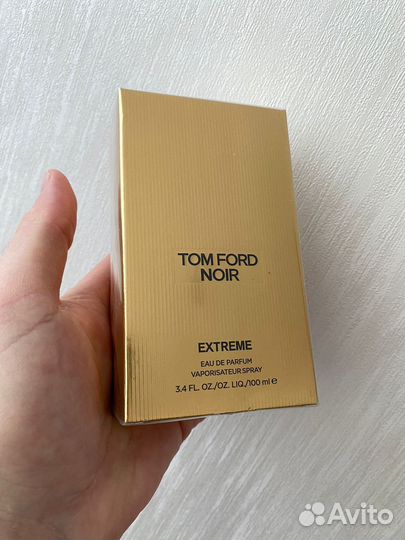 TOM FORD
NOIR
EXTREME
EAU DE PARFUM
VAPORISATEUR SPRAY
3.4 FL. OZ./OZ. LIQ./100 ml ℮
Avito